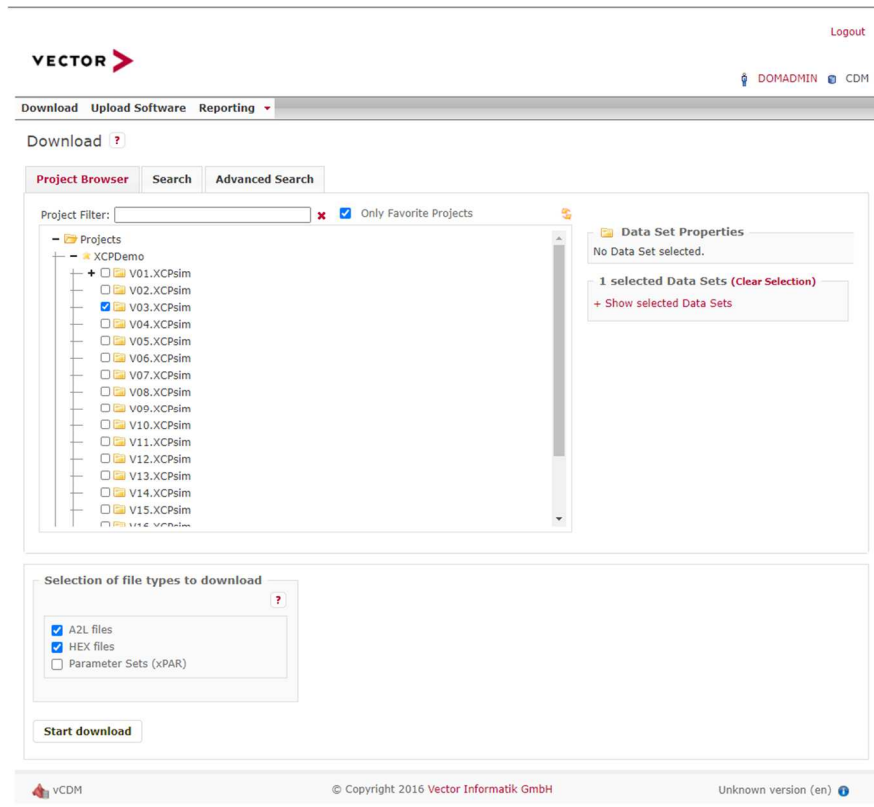 Logout
VECTOR
DOMADMIN CDM
Download Upload Software Reporting
Download ?
Project Browser Search Advanced Search
Project Filter: Only Favorite Projects
Projects
XCPDemo
V01.XCPsim
V02.XCPsim
V03.XCPsim
V04.XCPsim
V05.XCPsim
V06.XCPsim
V07.XCPsim
V08.XCPsim
V09.XCPsim
V10.XCPsim
V11.XCPsim
V12.XCPsim
V13.XCPsim
V14.XCPsim
V15.XCPsim
V16.XCPsim
Data Set Properties
No Data Set selected.
1 selected Data Sets (Clear Selection)
+ Show selected Data Sets
Selection of file types to download
?
A2L files
HEX files
Parameter Sets (xPAR)
Start download
vCDM © Copyright 2016 Vector Informatik GmbH Unknown version (en)